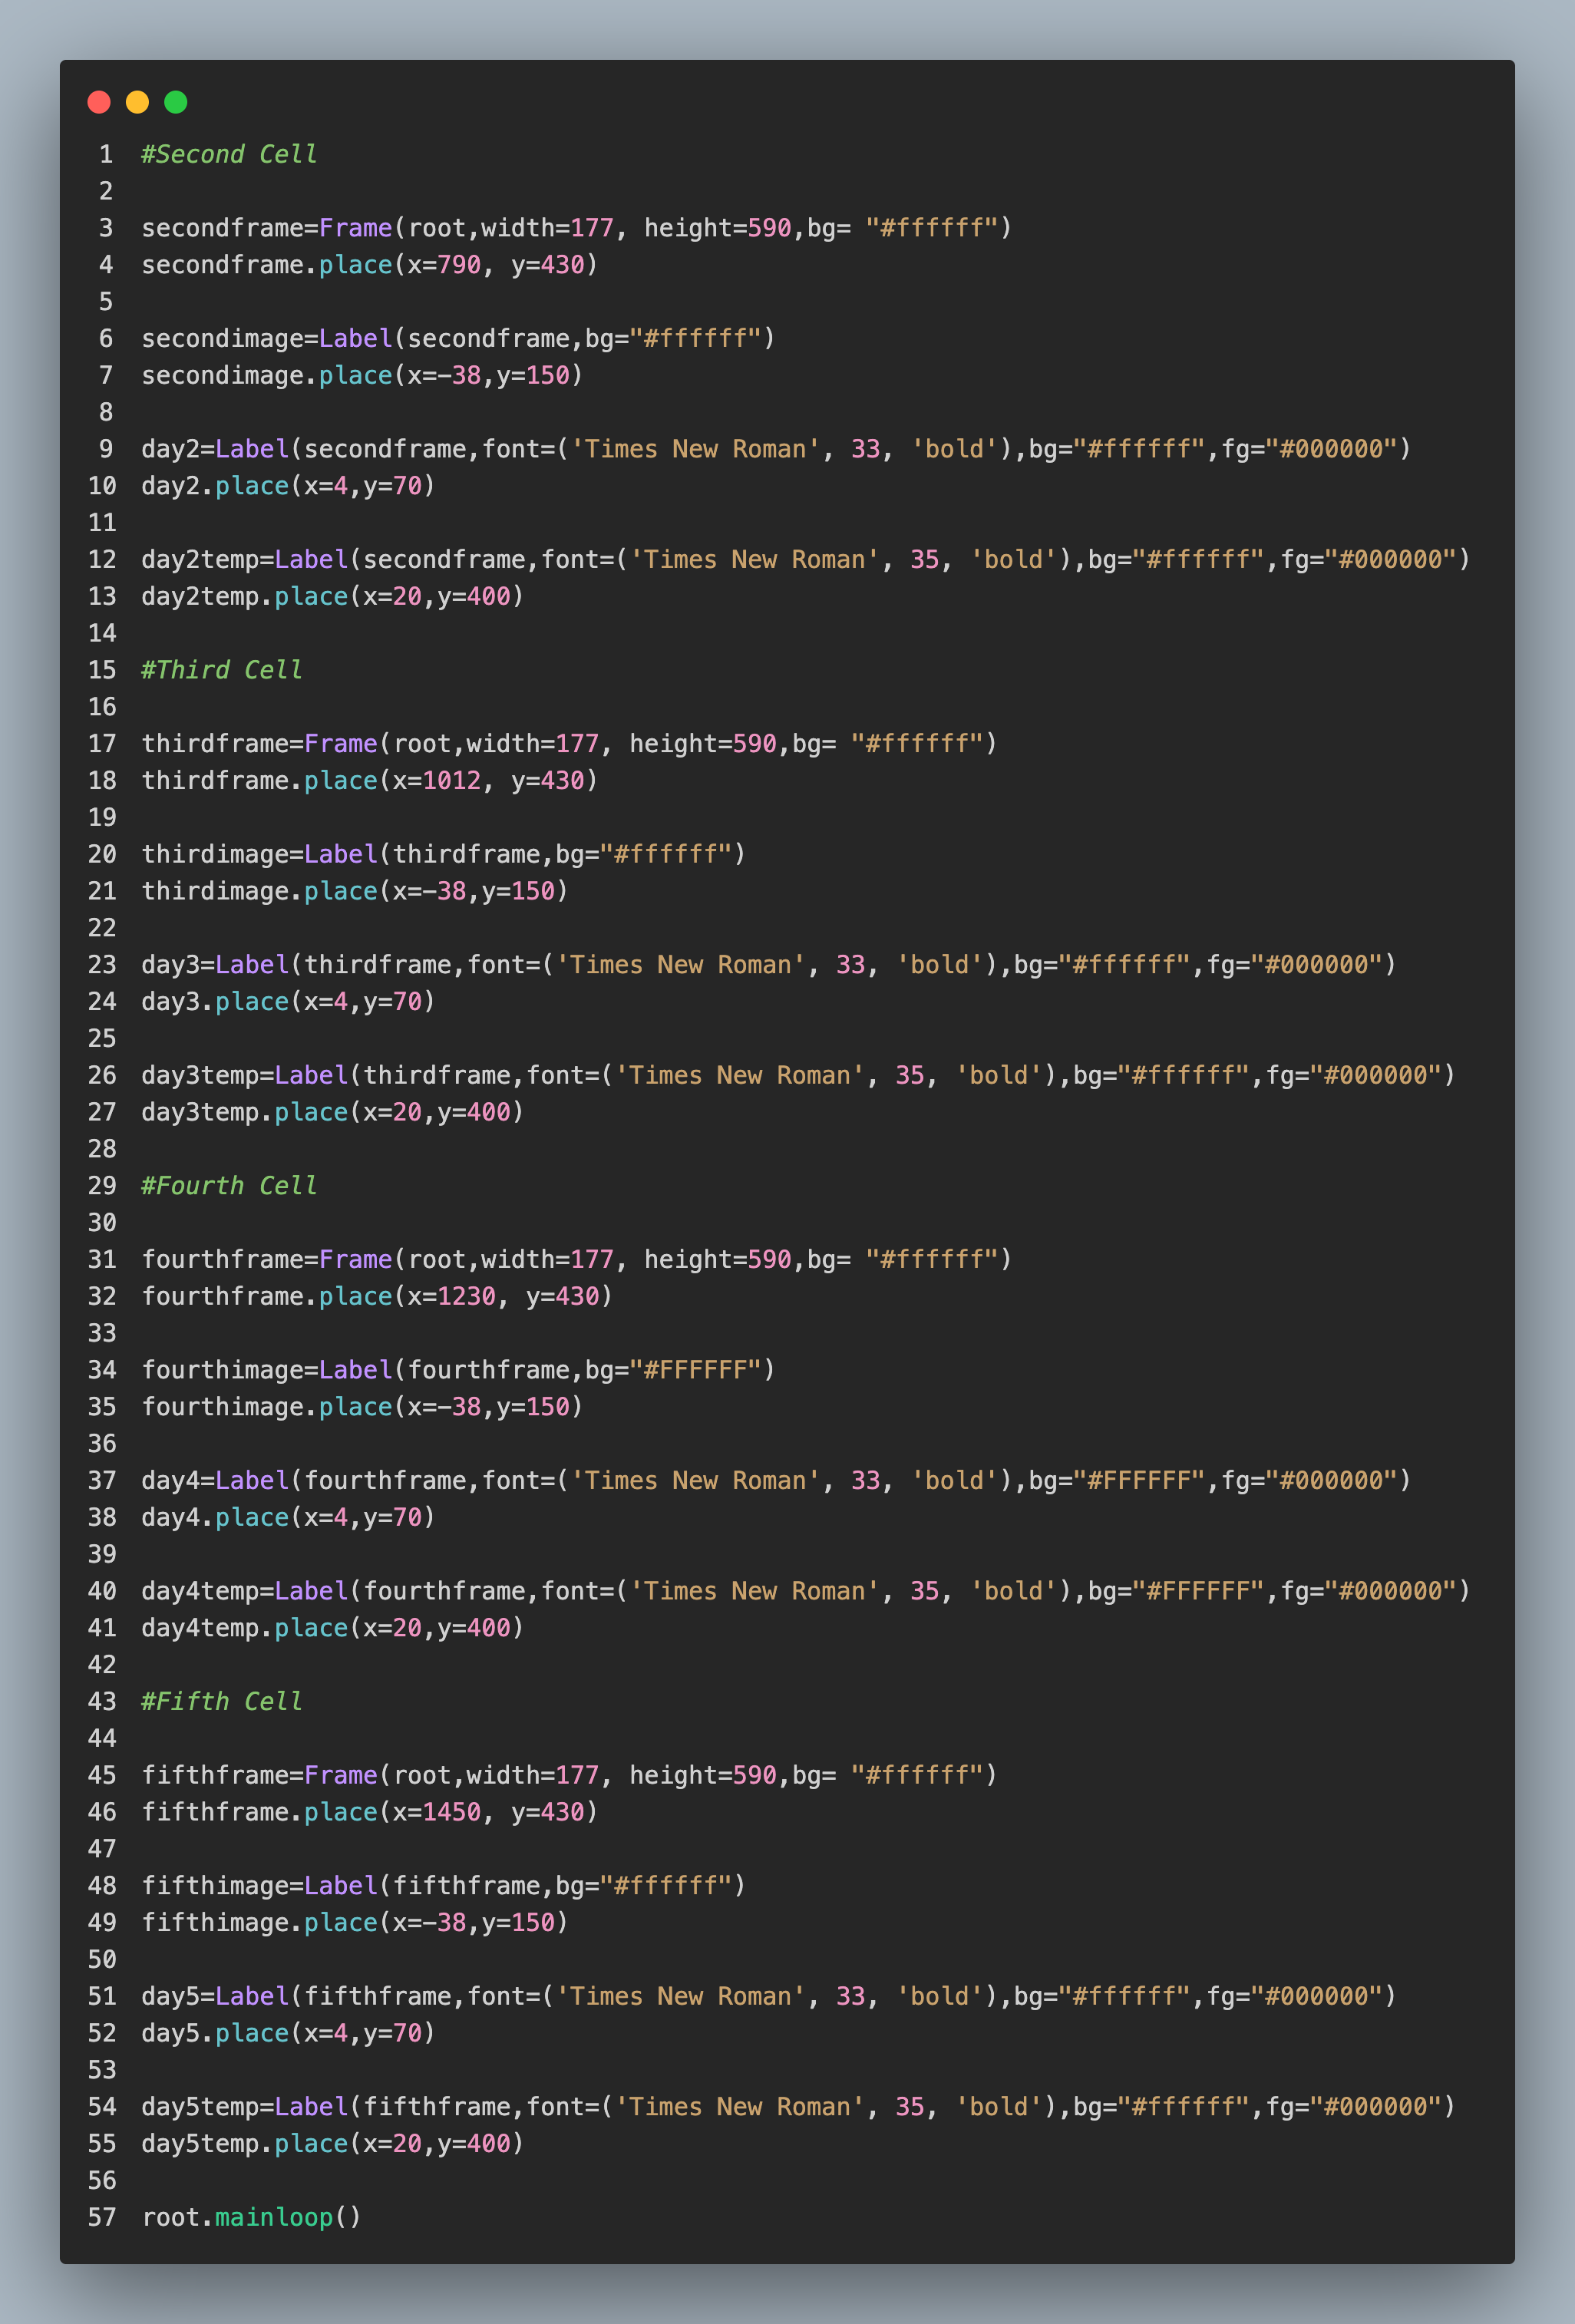 1 #Second Cell
2
3 secondframe=Frame(root,width=177, height=590,bg= "#ffffff")
4 secondframe.place(x=790, y=430)
5
6 secondimage=Label(secondframe,bg="#ffffff")
7 secondimage.place(x=-38,y=150)
8
9 day2=Label(secondframe,font=('Times New Roman', 33, 'bold'),bg="#ffffff",fg="#000000")
10 day2.place(x=4,y=70)
11
12 day2temp=Label(secondframe,font=('Times New Roman', 35, 'bold'),bg="#ffffff",fg="#000000")
13 day2temp.place(x=20,y=400)
14
15 #Third Cell
16
17 thirdframe=Frame(root,width=177, height=590,bg= "#ffffff")
18 thirdframe.place(x=1012, y=430)
19
20 thirdimage=Label(thirdframe,bg="#ffffff")
21 thirdimage.place(x=-38,y=150)
22
23 day3=Label(thirdframe,font=('Times New Roman', 33, 'bold'),bg="#ffffff",fg="#000000")
24 day3.place(x=4,y=70)
25
26 day3temp=Label(thirdframe,font=('Times New Roman', 35, 'bold'),bg="#ffffff",fg="#000000")
27 day3temp.place(x=20,y=400)
28
29 #Fourth Cell
30
31 fourthframe=Frame(root,width=177, height=590,bg= "#ffffff")
32 fourthframe.place(x=1230, y=430)
33
34 fourthimage=Label(fourthframe,bg="#FFFFFF")
35 fourthimage.place(x=-38,y=150)
36
37 day4=Label(fourthframe,font=('Times New Roman', 33, 'bold'),bg="#FFFFFF",fg="#000000")
38 day4.place(x=4,y=70)
39
40 day4temp=Label(fourthframe,font=('Times New Roman', 35, 'bold'),bg="#FFFFFF",fg="#000000")
41 day4temp.place(x=20,y=400)
42
43 #Fifth Cell
44
45 fifthframe=Frame(root,width=177, height=590,bg= "#ffffff")
46 fifthframe.place(x=1450, y=430)
47
48 fifthimage=Label(fifthframe,bg="#ffffff")
49 fifthimage.place(x=-38,y=150)
50
51 day5=Label(fifthframe,font=('Times New Roman', 33, 'bold'),bg="#ffffff",fg="#000000")
52 day5.place(x=4,y=70)
53
54 day5temp=Label(fifthframe,font=('Times New Roman', 35, 'bold'),bg="#ffffff",fg="#000000")
55 day5temp.place(x=20,y=400)
56
57 root.mainloop()